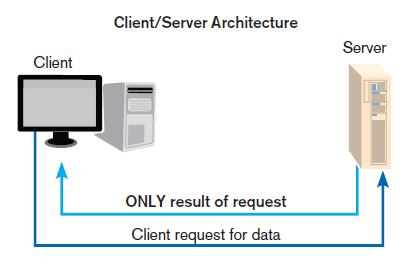 Client/Server Architecture
Server
Client
ONLY result of request
Client request for data